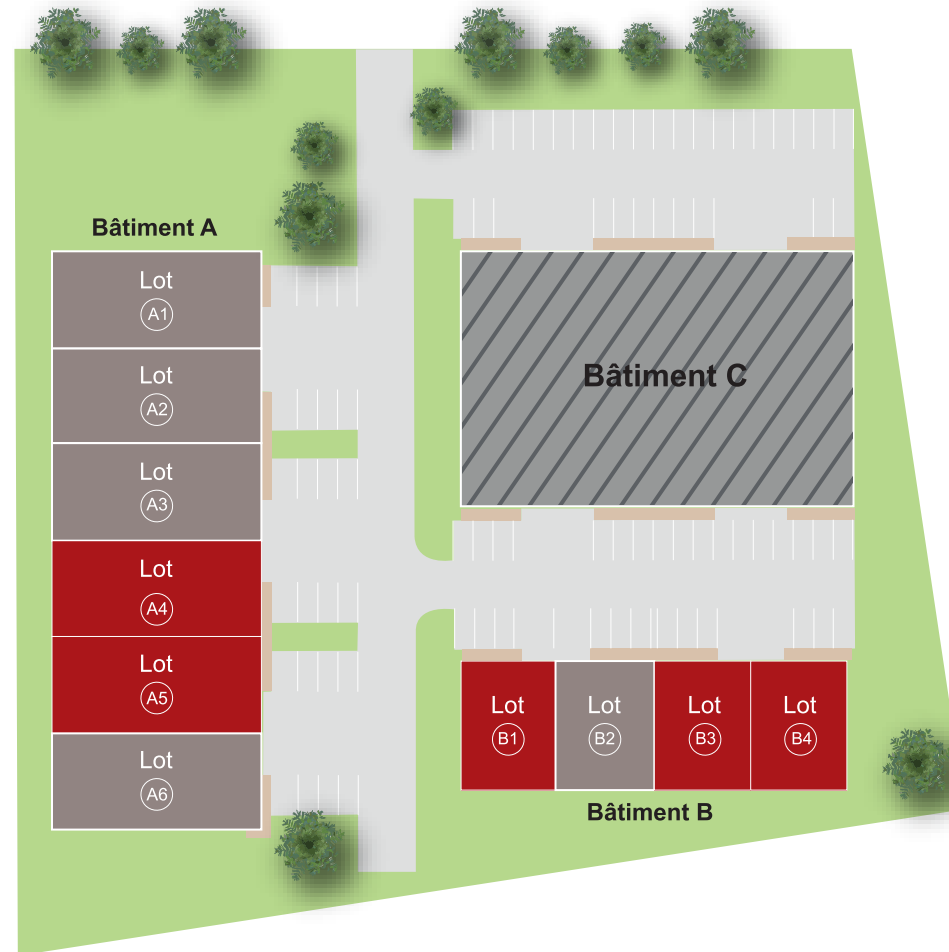 Bâtiment A
Lot
A1
Lot
A2
Lot
A3
Lot
A4
Lot
A5
Lot
A6
Bâtiment C
Lot
B1
Lot
B2
Lot
B3
Lot
B4
Bâtiment B